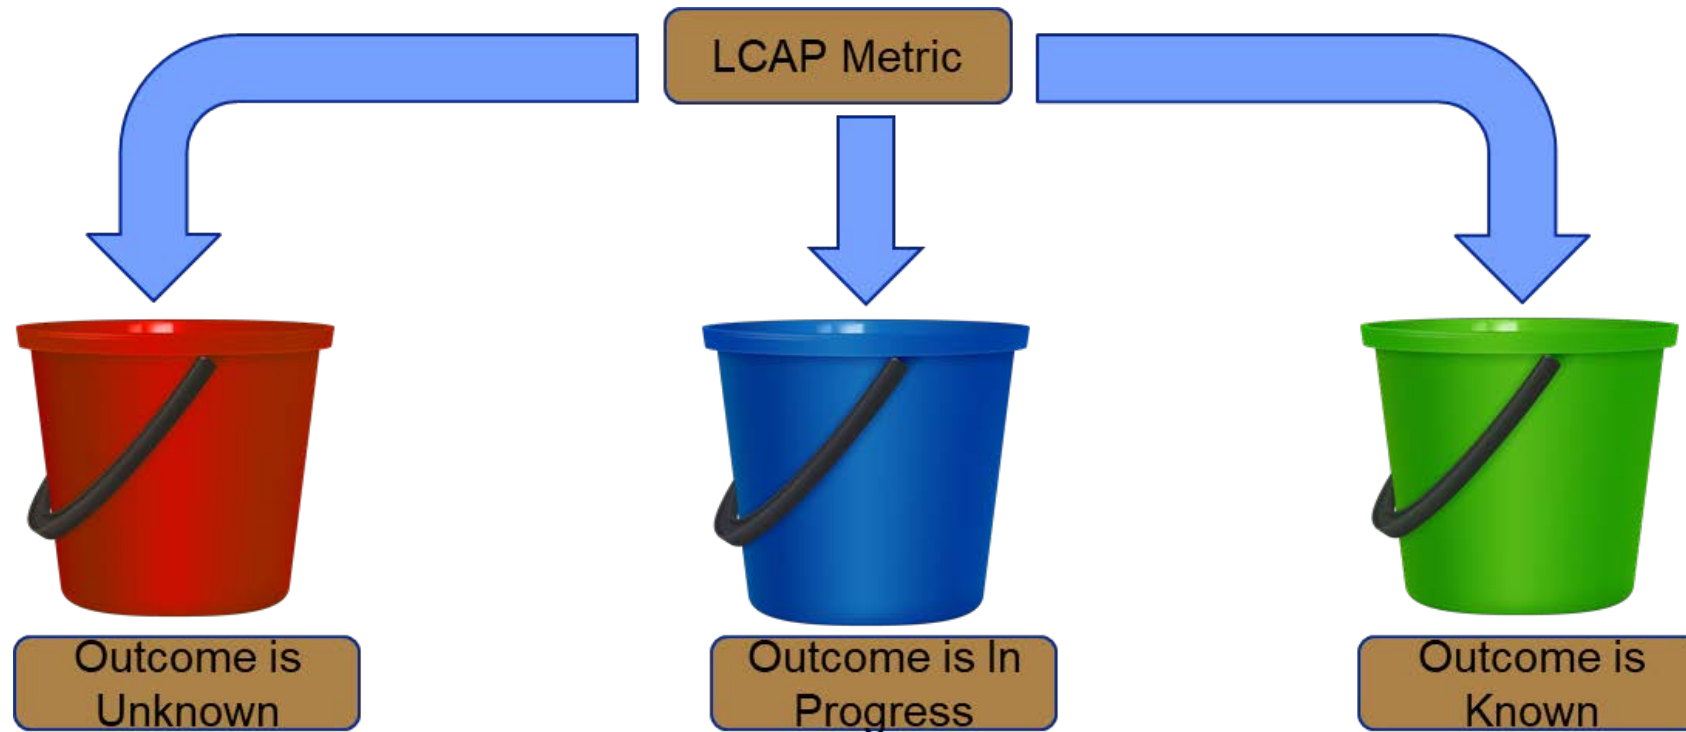 LCAP Metric
Outcome is
Unknown
Outcome is In
Progress
Outcome is
Known